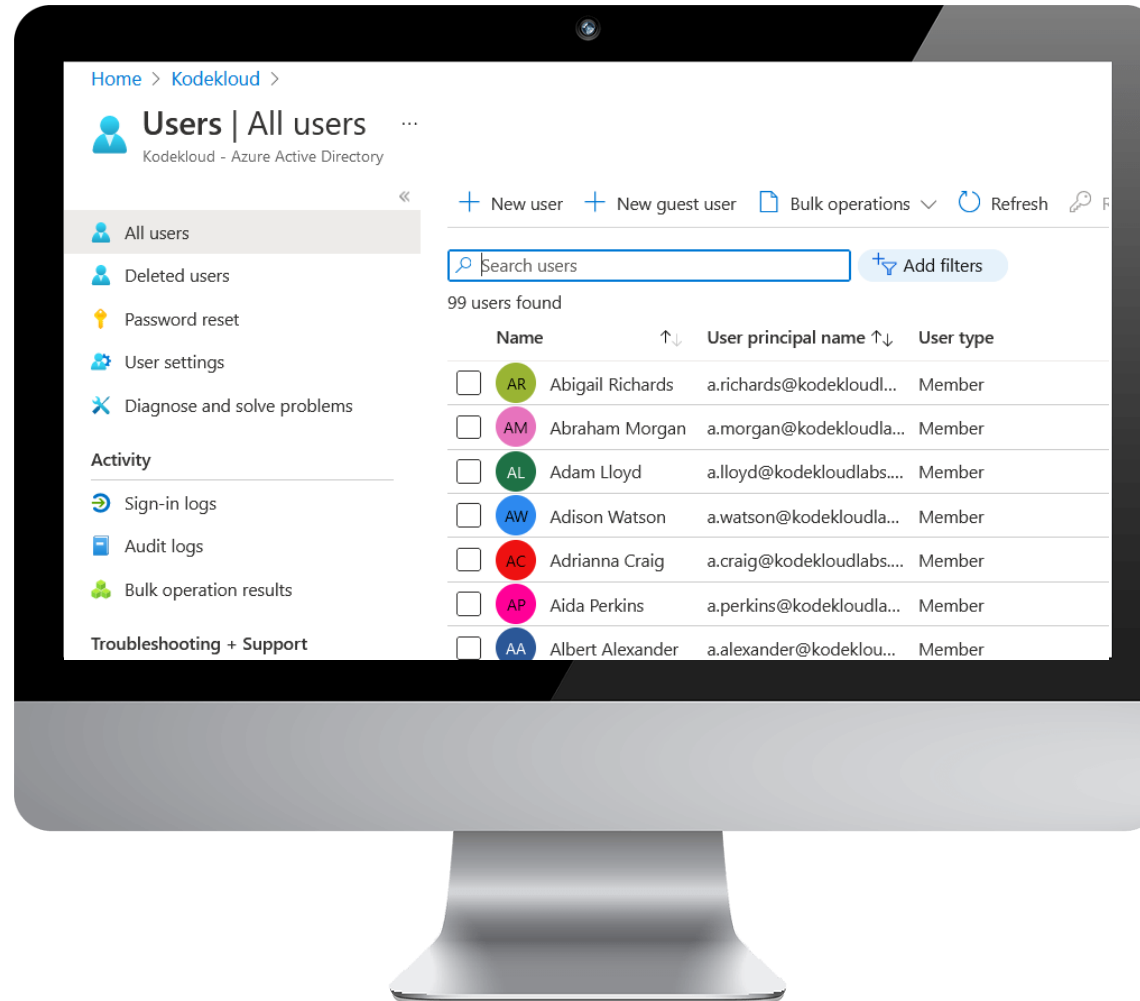 Home > Kodekloud >
Users | All users ...
Kodekloud - Azure Active Directory
«
All users
Deleted users
Password reset
User settings
Diagnose and solve problems
Activity
Sign-in logs
Audit logs
Bulk operation results
Troubleshooting + Support
+ New user + New guest user Bulk operations Refresh
Search users
Add filters
99 users found
Name ↑↓ User principal name ↑↓ User type
AR Abigail Richards a.richards@kodekloudl... Member
AM Abraham Morgan a.morgan@kodekloudla... Member
AL Adam Lloyd a.lloyd@kodekloudlabs.... Member
AW Adison Watson a.watson@kodekloudla... Member
AC Adrianna Craig a.craig@kodekloudlabs.... Member
AP Aida Perkins a.perkins@kodekloudla... Member
AA Albert Alexander a.alexander@kodeklou... Member